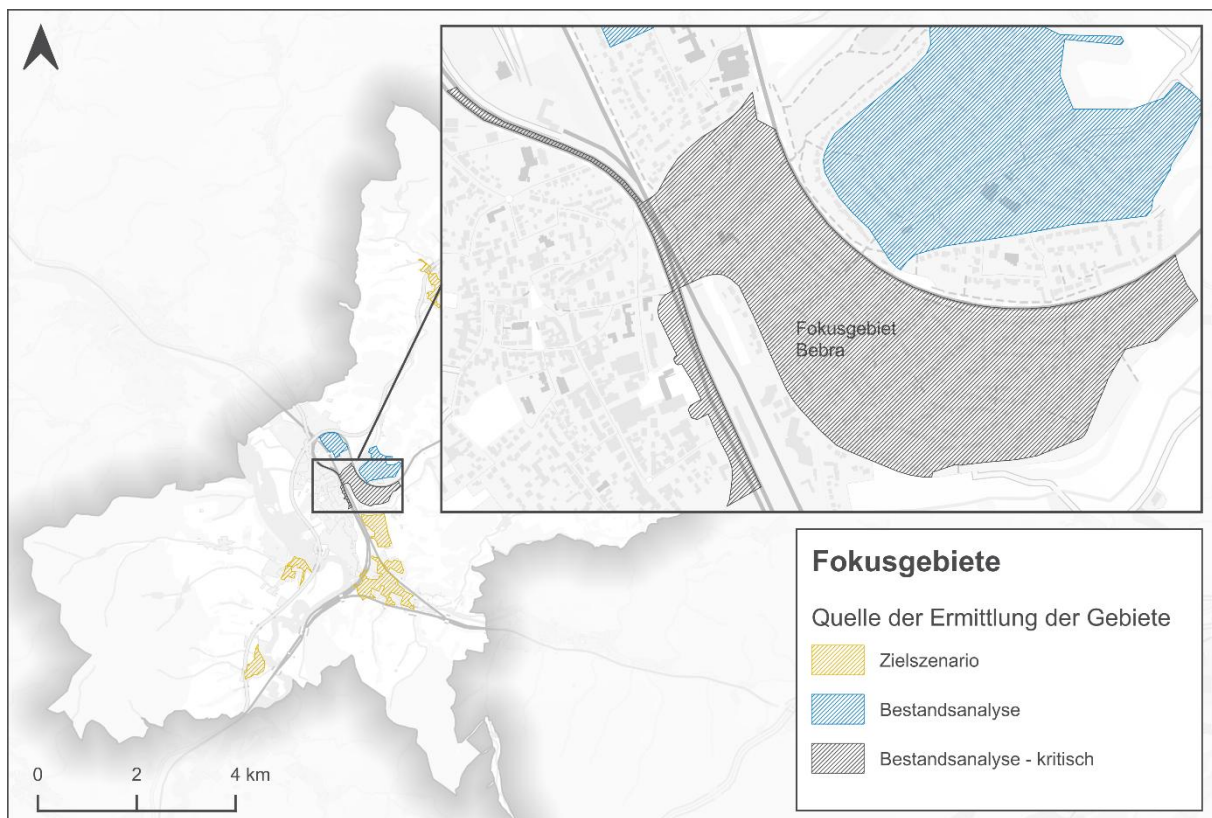 Fokusgebiet
Bebra
Fokusgebiete
Quelle der Ermittlung der Gebiete
Zielszenario
Bestandsanalyse
Bestandsanalyse - kritisch
0 2 4 km